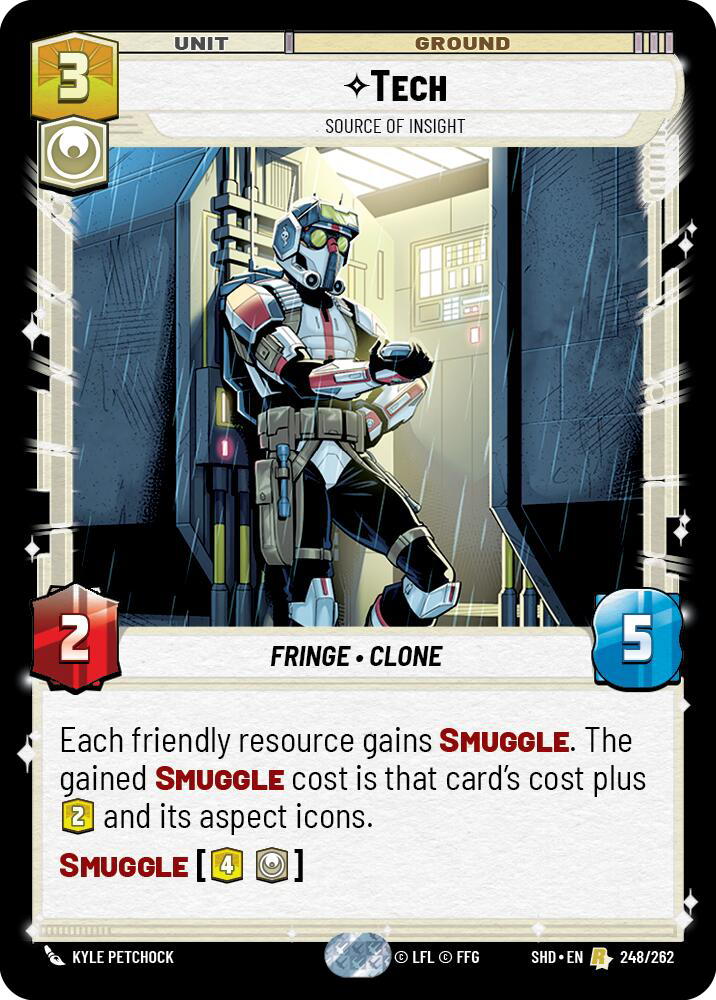 UNIT GROUND
3
✧TECH
SOURCE OF INSIGHT
2 FRINGE • CLONE 5
Each friendly resource gains SMUGGLE. The
gained SMUGGLE cost is that card's cost plus
2 and its aspect icons.
SMUGGLE [4 ]
KYLE PETCHOCK © LFL © FFG SHD • EN R 248/262